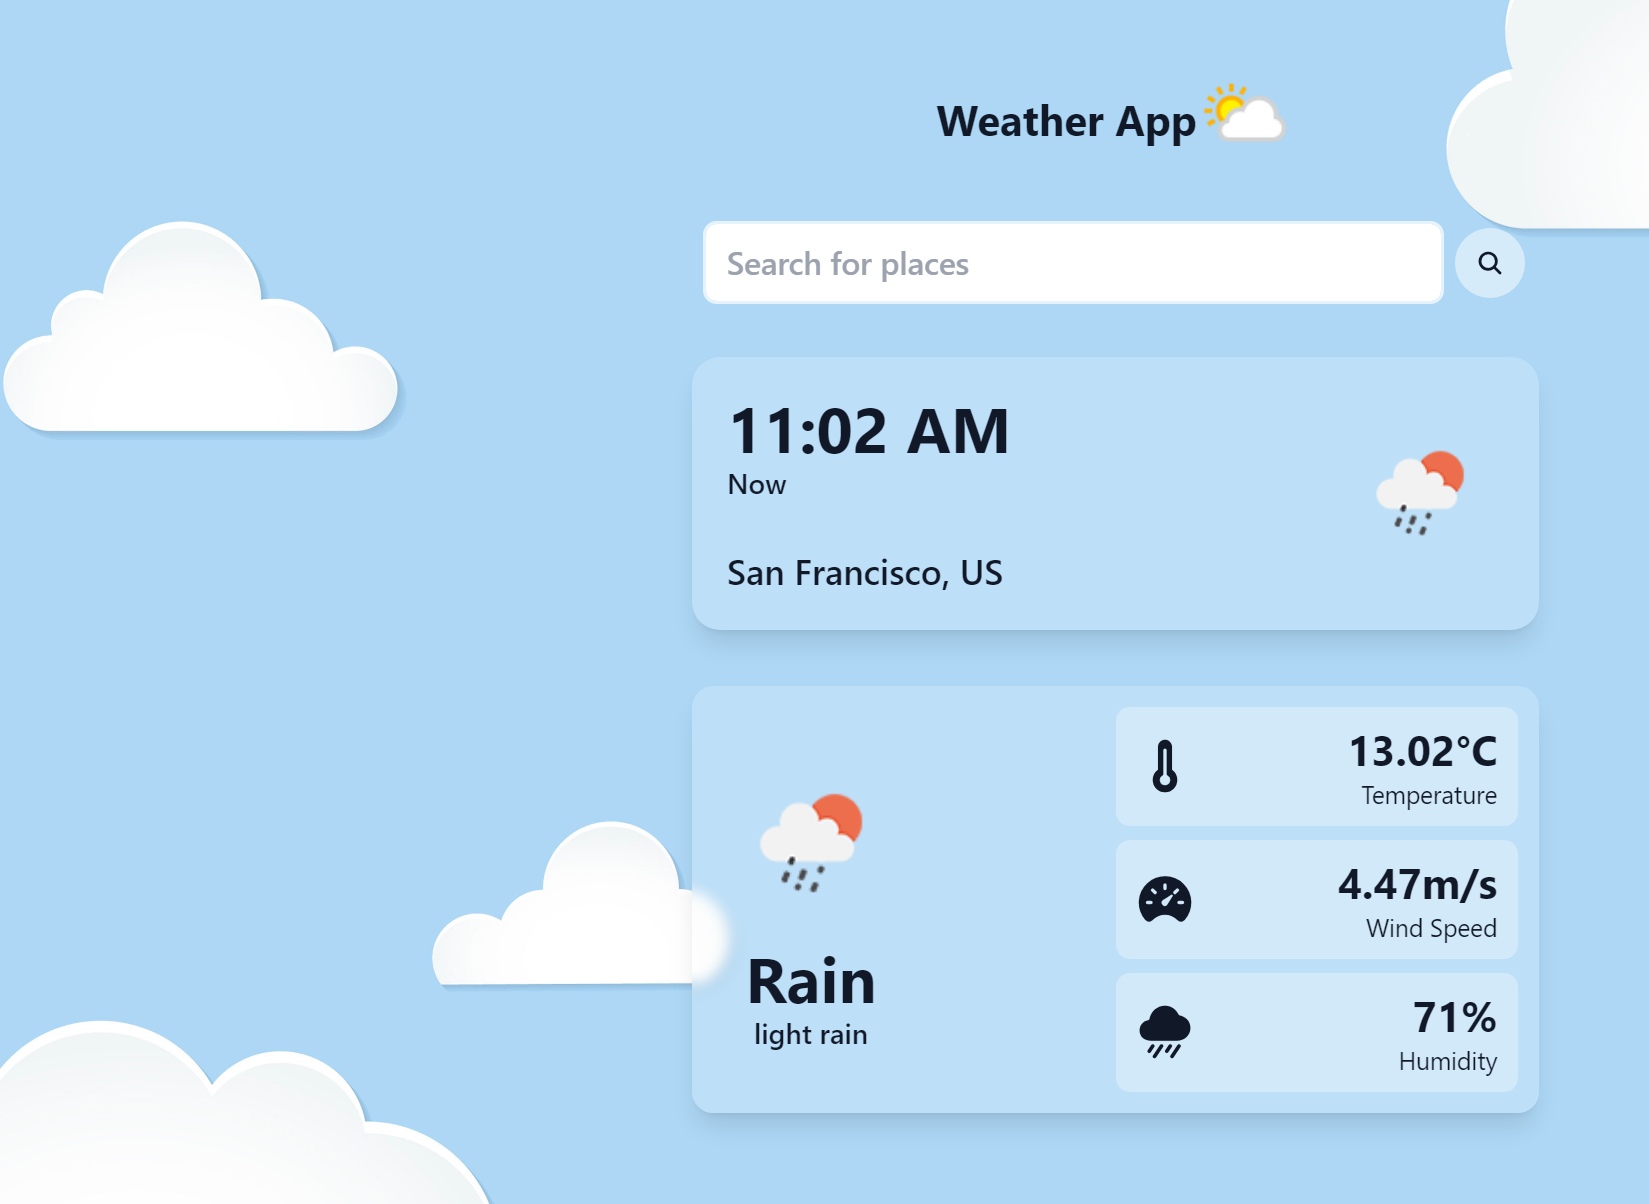 Weather App
Search for places
11:02 AM
Now
San Francisco, US
Rain
light rain
13.02°C
Temperature
4.47m/s
Wind Speed
71%
Humidity